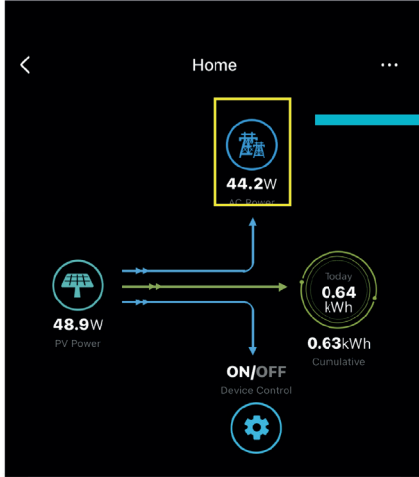 Home
44.2W
AC Power
48.9W
PV Power
Today
0.64
kWh
0.63kWh
Cumulative
ON/OFF
Device Control